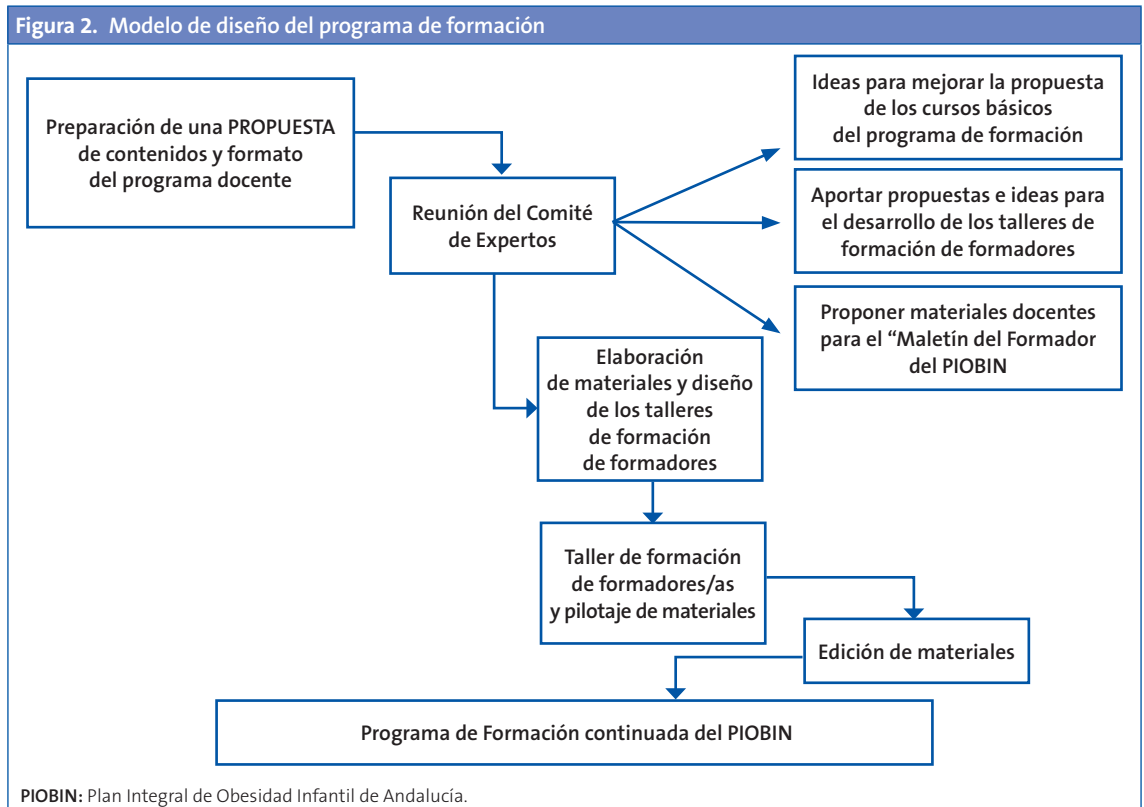 Figura 2. Modelo de diseño del programa de formación
Preparación de una PROPUESTA
de contenidos y formato
del programa docente
Reunión del Comité
de Expertos
Ideas para mejorar la propuesta
de los cursos básicos
del programa de formación
Aportar propuestas e ideas para
el desarrollo de los talleres de
formación de formadores
Proponer materiales docentes
para el “Maletín del Formador
del PIOBIN
Elaboración
de materiales y diseño
de los talleres
de formación
de formadores
Taller de formación
de formadores/as
y pilotaje de materiales
Edición de materiales
Programa de Formación continuada del PIOBIN
PIOBIN: Plan Integral de Obesidad Infantil de Andalucía.